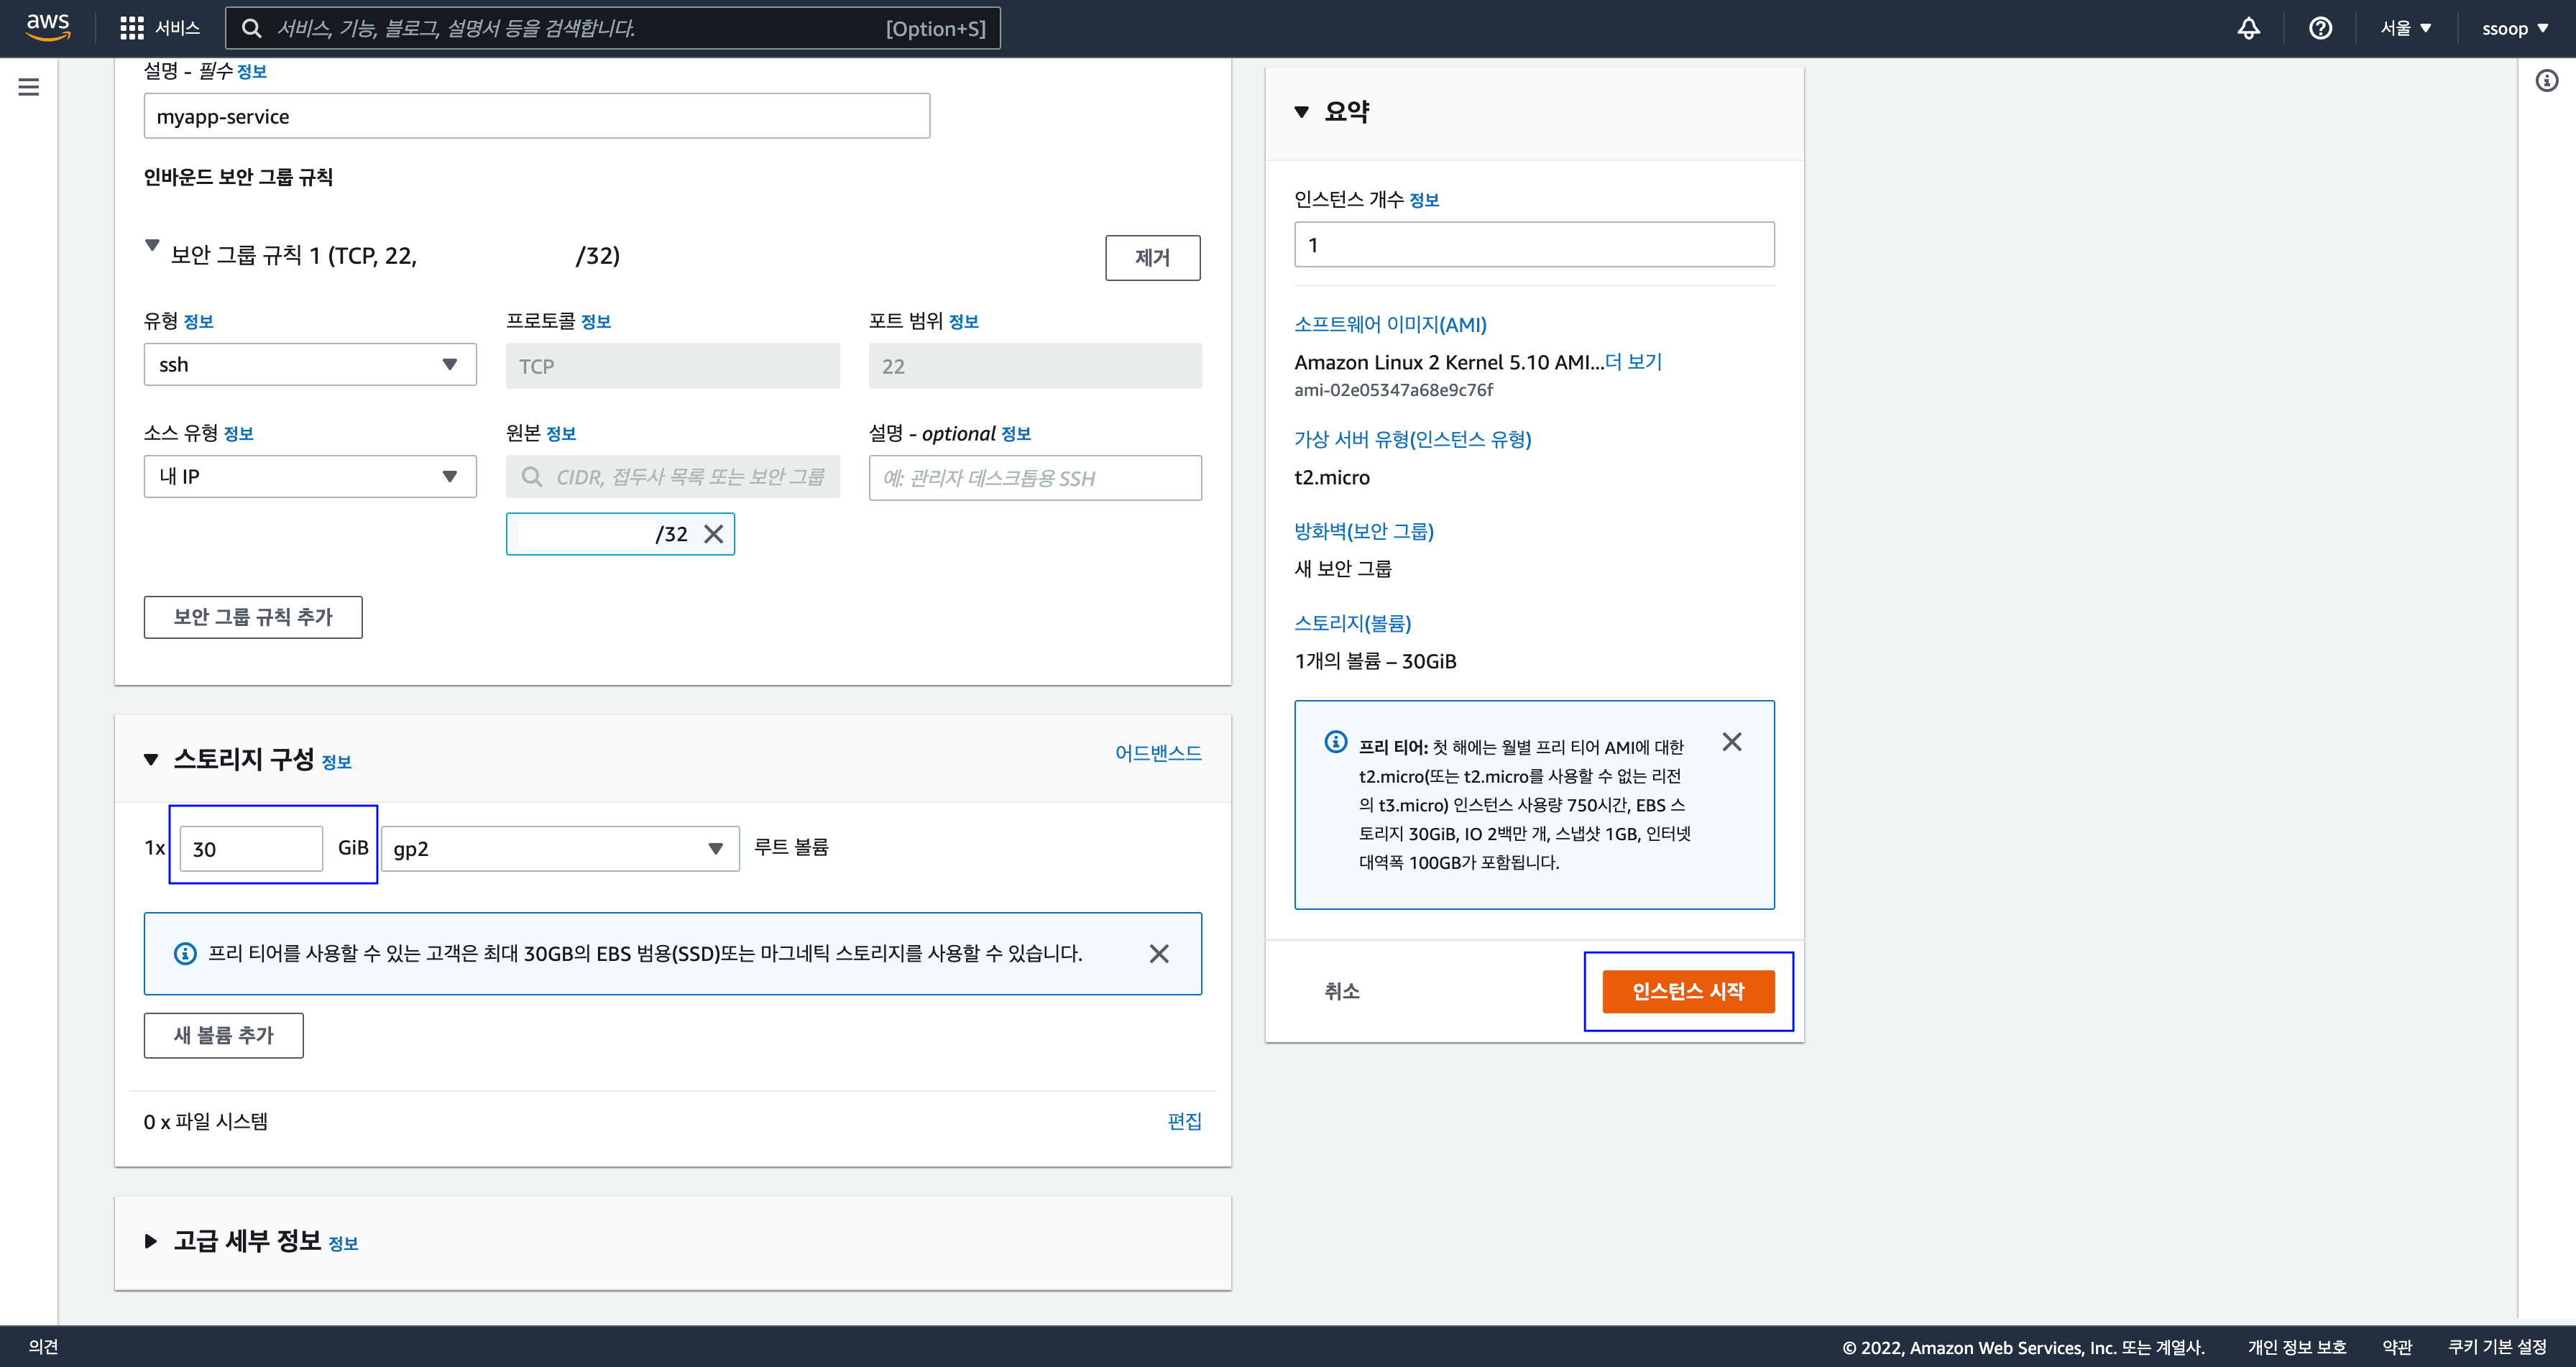 aws
서비스
서비스, 기능, 블로그, 설명서 등을 검색합니다.
[Option+S]
서울 ▼
ssoop ▼
설명 - 필수 정보
myapp-service
인바운드 보안 그룹 규칙
보안 그룹 규칙 1 (TCP, 22, /32)
제거
유형 정보
프로토콜 정보
포트 범위 정보
ssh
TCP
22
소스 유형 정보
원본 정보
설명 - optional 정보
내 IP
CIDR, 접두사 목록 또는 보안 그룹
예: 관리자 데스크톱용 SSH
/32
보안 그룹 규칙 추가
스토리지 구성 정보
어드밴스드
1x
30
GiB
gp2
루트 볼륨
프리 티어를 사용할 수 있는 고객은 최대 30GB의 EBS 범용(SSD)또는 마그네틱 스토리지를 사용할 수 있습니다.
새 볼륨 추가
0 x 파일 시스템
편집
고급 세부 정보 정보
요약
인스턴스 개수 정보
1
소프트웨어 이미지(AMI)
Amazon Linux 2 Kernel 5.10 AMI...더 보기
ami-02e05347a68e9c76f
가상 서버 유형(인스턴스 유형)
t2.micro
방화벽(보안 그룹)
새 보안 그룹
스토리지(볼륨)
1개의 볼륨 – 30GiB
프리 티어: 첫 해에는 월별 프리 티어 AMI에 대한
t2.micro(또는 t2.micro를 사용할 수 없는 리전
의 t3.micro) 인스턴스 사용량 750시간, EBS 스
토리지 30GiB, IO 2백만 개, 스냅샷 1GB, 인터넷
대역폭 100GB가 포함됩니다.
취소
인스턴스 시작
의견
© 2022, Amazon Web Services, Inc. 또는 계열사.
개인 정보 보호
약관
쿠키 기본 설정